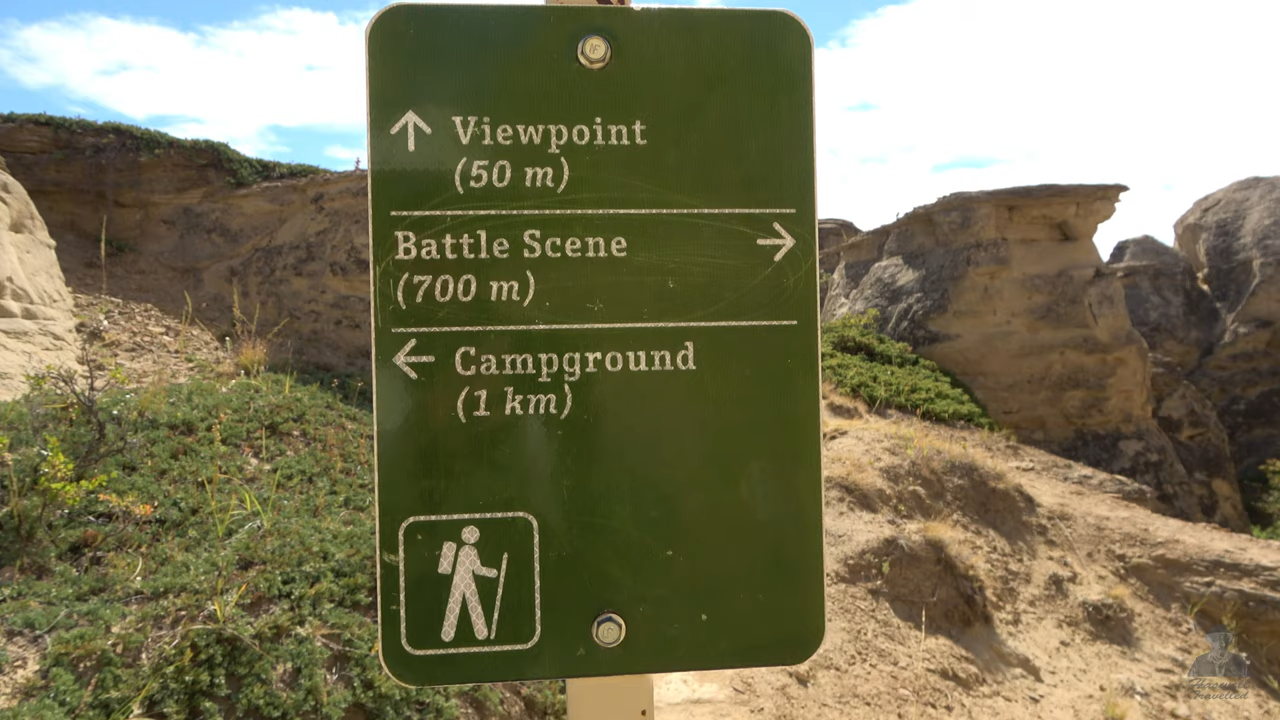 Viewpoint
(50 m)
Battle Scene
(700 m)
Campground
(1 km)